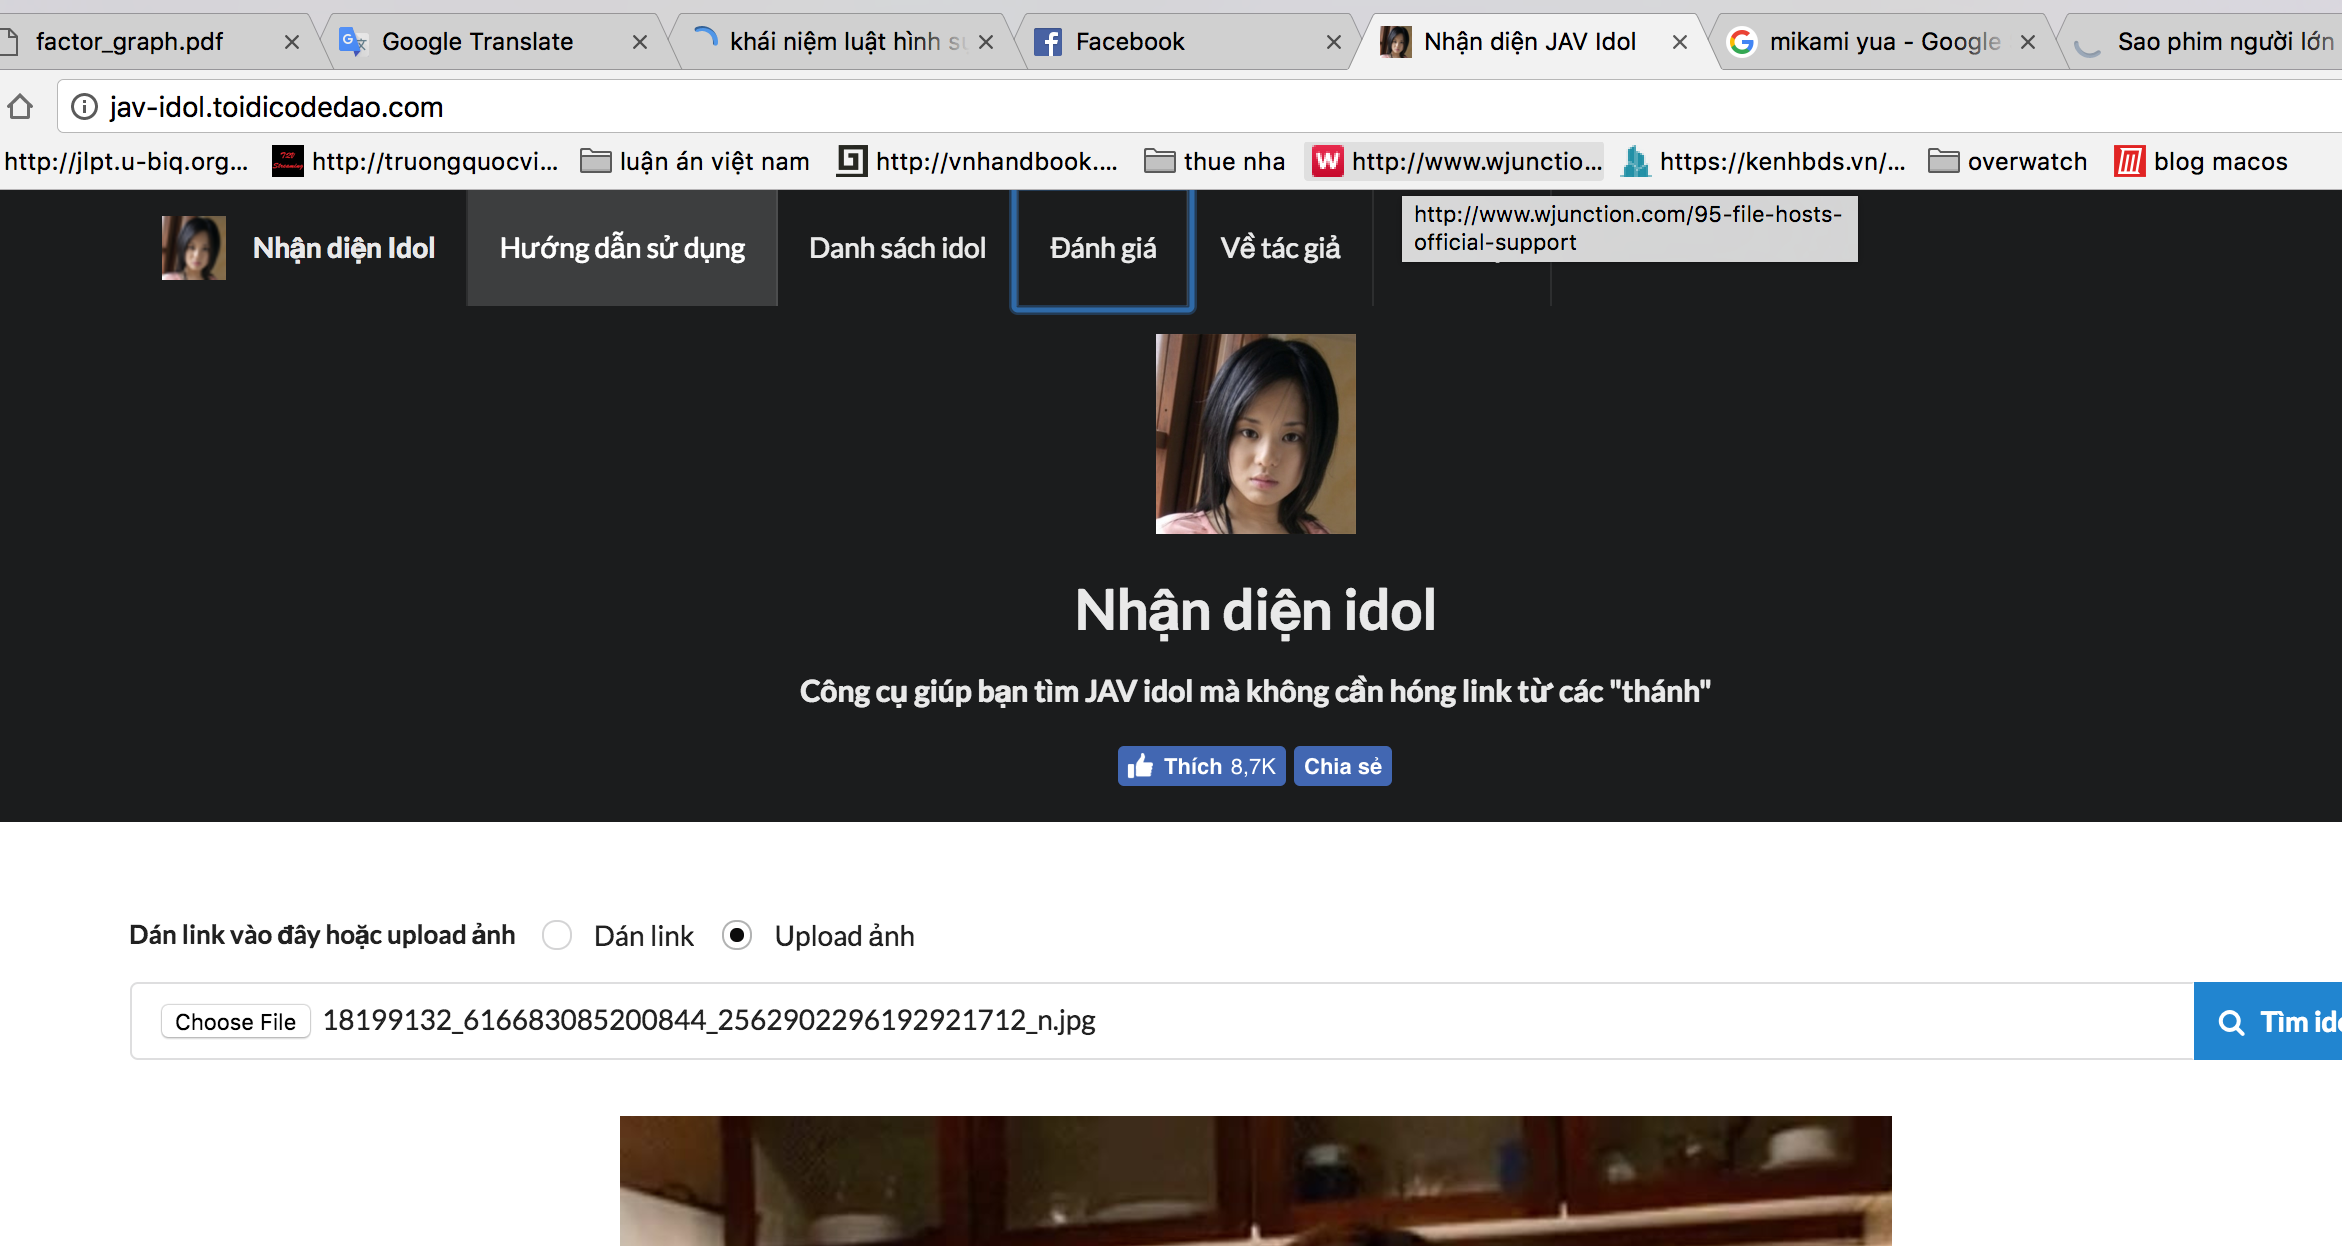 factor_graph.pdf
Google Translate
khái niệm luật hình
Facebook
Nhận diện JAV Idol
mikami yua - Google
Sao phim người lớn
jav-idol.toidicodedao.com
http://jlpt.u-biq.org...
http://truongquocvi...
luận án việt nam
http://vnhandbook....
thue nha
http://www.wjunctio...
https://kenhbds.vn/...
overwatch
blog macos
http://www.wjunction.com/95-file-hosts-
official-support
Nhận diện Idol
Hướng dẫn sử dụng
Danh sách idol
Đánh giá
Về tác giả
Nhận diện idol
Công cụ giúp bạn tìm JAV idol mà không cần hóng link từ các "thánh"
Thích 8,7K
Chia sẻ
Dán link vào đây hoặc upload ảnh
Dán link
Upload ảnh
Choose File
18199132_616683085200844_2562902296192921712_n.jpg
Tìm